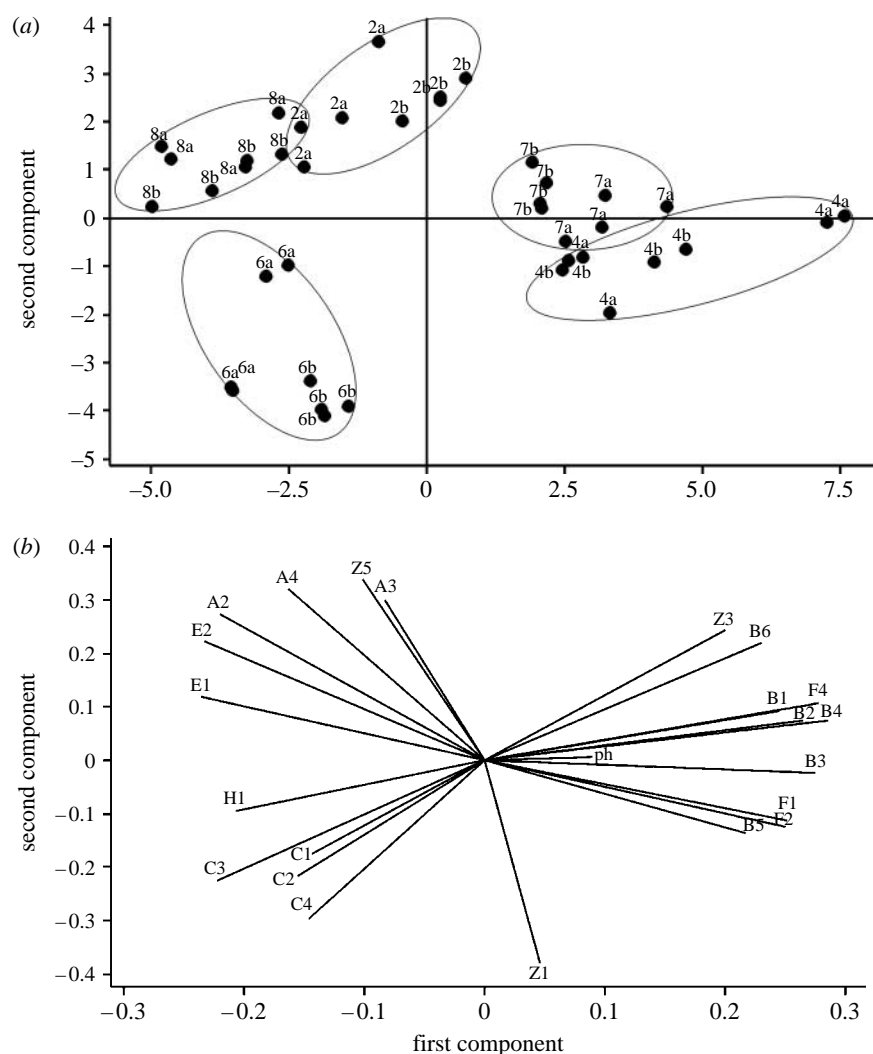 (a)
second component
4
3
2
1
0
−1
−2
−3
−4
−5
2a
2b
2b
2b
8a
2a
2a
2b
8a
8a
8b
8b
2a
8b
8a
8b
7b
7b
7b
7a
7a
7b
7a
7a
4a
4a
4a
4b
4b
4b
4b
4a
6a
6a
6a
6a
6b
6b
6b
6b
−5.0
−2.5
0
2.5
5.0
7.5
(b)
second component
0.4
0.3
0.2
0.1
0
−0.1
−0.2
−0.3
−0.4
Z5
A3
A4
A2
E2
E1
H1
C3
C1
C2
C4
Z1
Z3
B6
F4
B1
B2
B4
ph
B3
F1
F2
B5
−0.3
−0.2
−0.1
0
0.1
0.2
0.3
first component